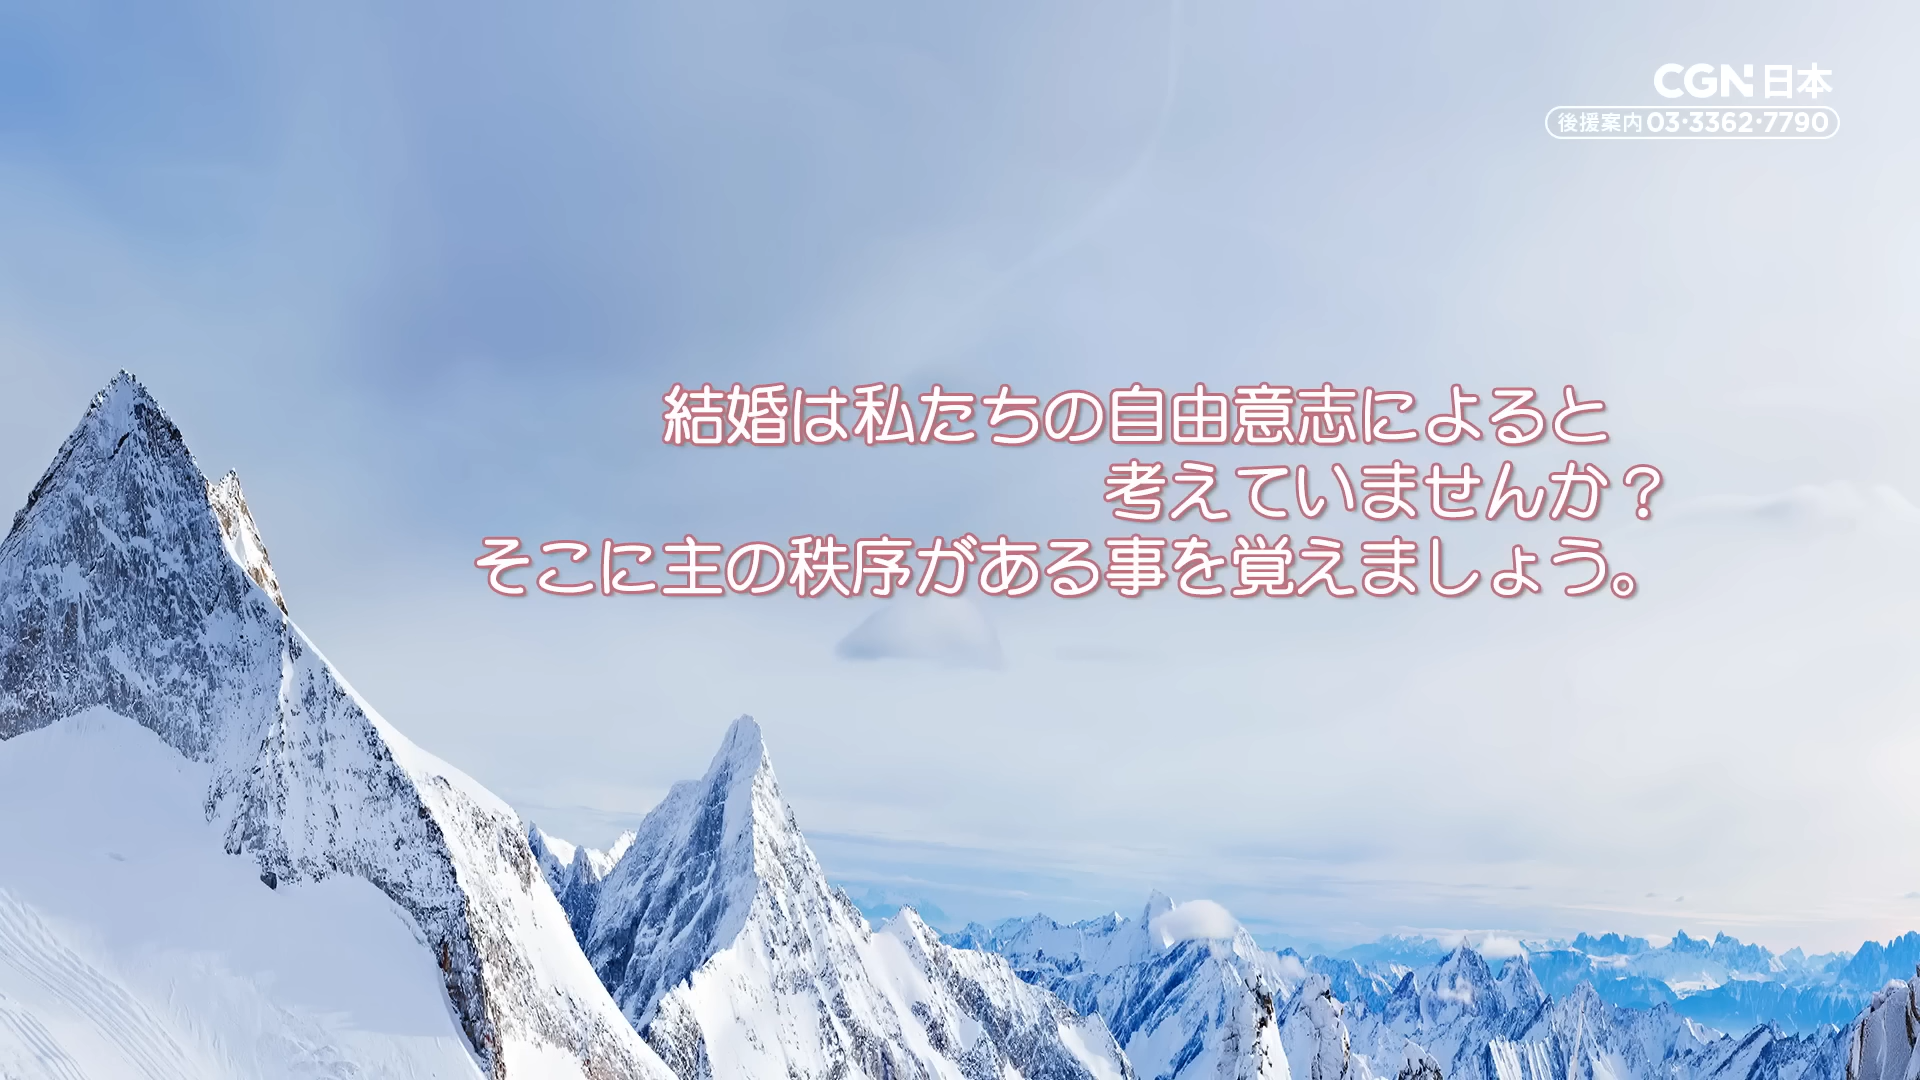 CGN 日本
後援案内 03·3362·7790
結婚は私たちの自由意志によると
考えていませんか？
そこに主の秩序がある事を覚えましょう。